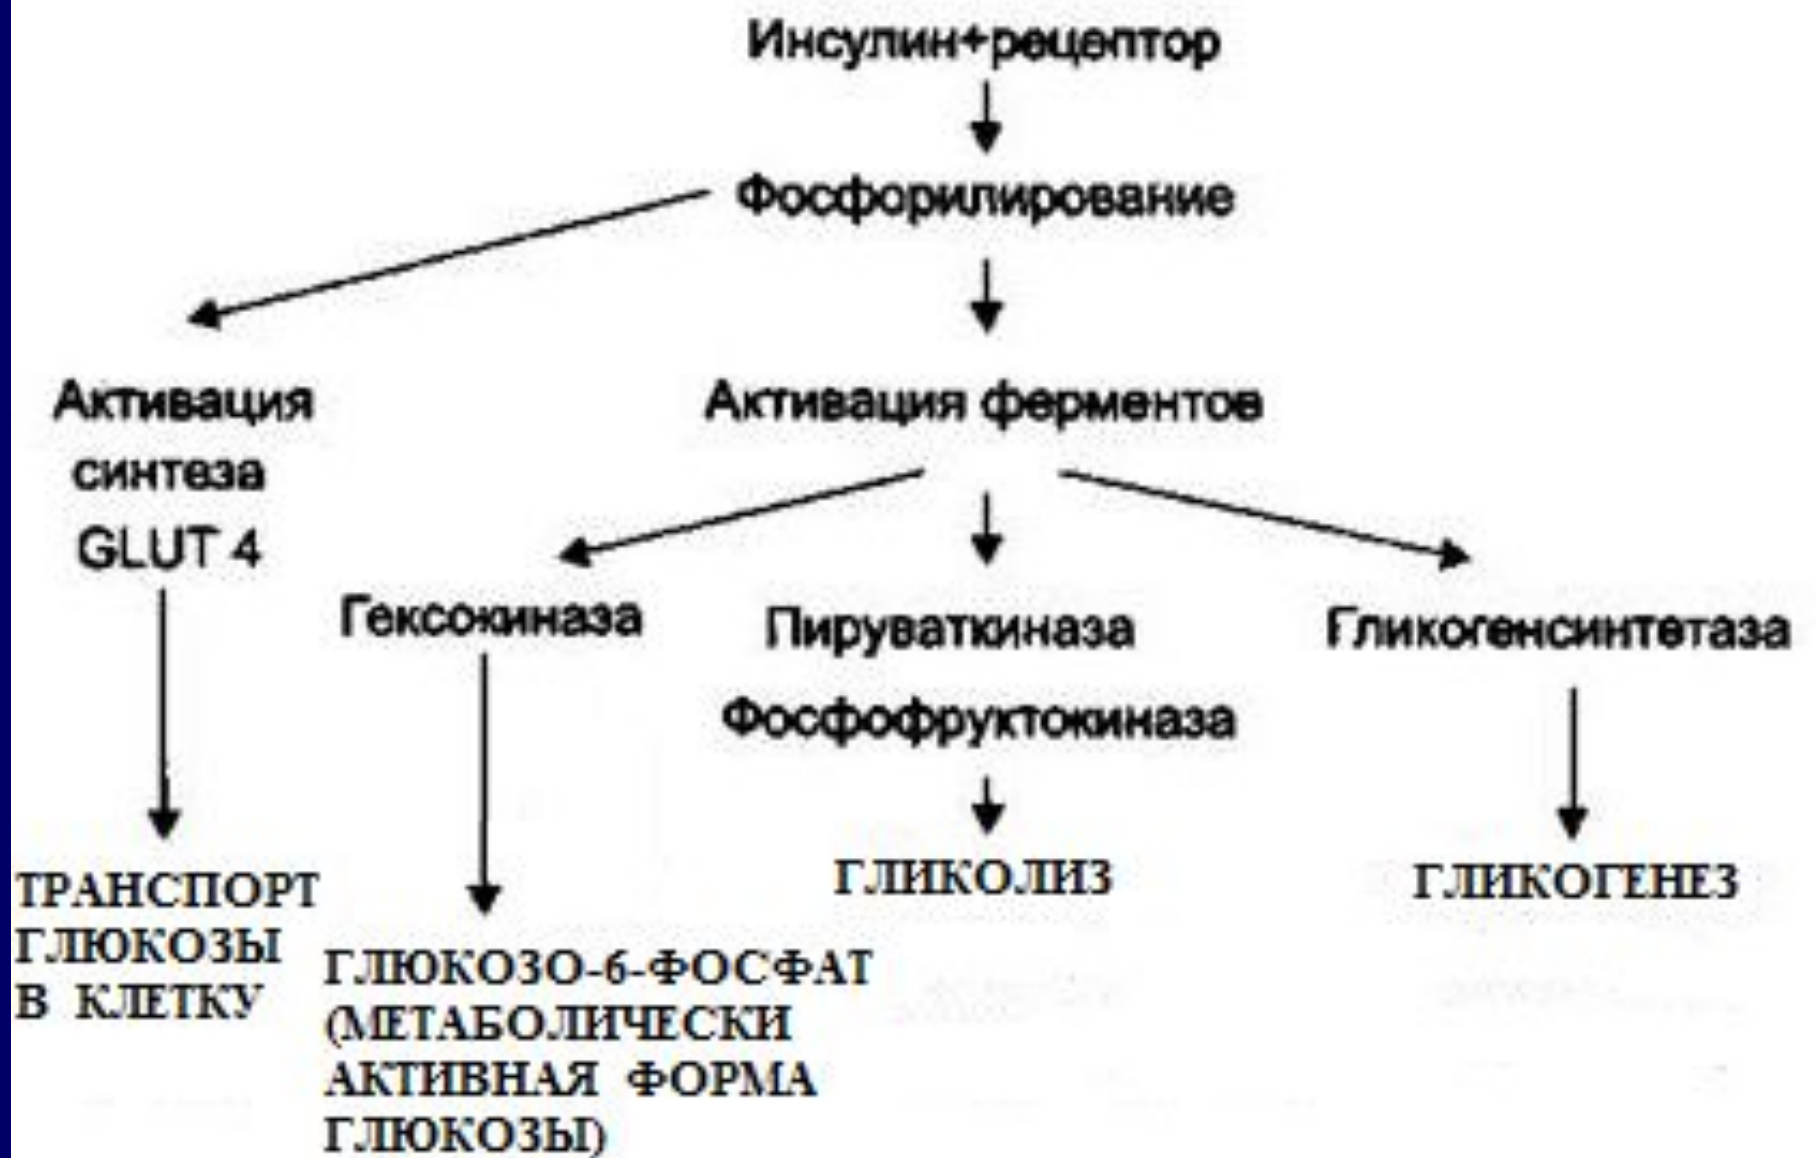 Инсулин+рецептор
Фосфорилирование
Активация
синтеза
GLUT 4
Активация ферментов
Гексокиназа
Пируваткиназа
Фосфофруктокиназа
Гликогенсинтетаза
ТРАНСПОРТ
ГЛЮКОЗЫ
В КЛЕТКУ
ГЛЮКОЗО-6-ФОСФАТ
(МЕТАБОЛИЧЕСКИ
АКТИВНАЯ ФОРМА
ГЛЮКОЗЫ)
ГЛИКОЛИЗ
ГЛИКОГЕНЕЗ